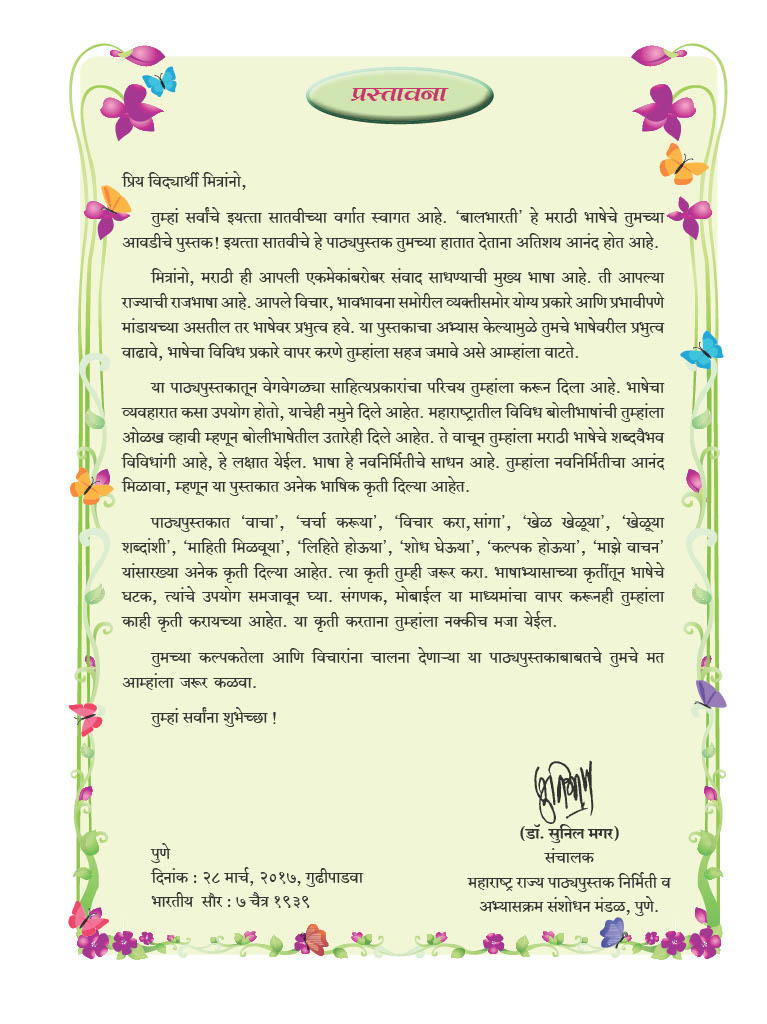 प्रस्तावना
प्रिय विद्यार्थी मित्रांनो,
तुम्हां सर्वांचे इयत्ता सातवीच्या वर्गात स्वागत आहे. ‘बालभारती’ हे मराठी भाषेचे तुमच्या
आवडीचे पुस्तक! इयत्ता सातवीचे हे पाठ्यपुस्तक तुमच्या हातात देताना अतिशय आनंद होत आहे.
मित्रांनो, मराठी ही आपली एकमेकांबरोबर संवाद साधण्याची मुख्य भाषा आहे. ती आपल्या
राज्याची राजभाषा आहे. आपले विचार, भावभावना समोरील व्यक्तीसमोर योग्य प्रकारे आणि प्रभावीपणे
मांडायच्या असतील तर भाषेवर प्रभुत्व हवे. या पुस्तकाचा अभ्यास केल्यामुळे तुमचे भाषेवरील प्रभुत्व
वाढावे, भाषेचा विविध प्रकारे वापर करणे तुम्हांला सहज जमावे असे आम्हांला वाटते.
या पाठ्यपुस्तकातून वेगवेगळ्या साहित्यप्रकारांचा परिचय तुम्हांला करून दिला आहे. भाषेचा
व्यवहारात कसा उपयोग होतो, याचेही नमुने दिले आहेत. महाराष्ट्रातील विविध बोलीभाषांची तुम्हांला
ओळख व्हावी म्हणून बोलीभाषेतील उतारेही दिले आहेत. ते वाचून तुम्हांला मराठी भाषेचे शब्दवैभव
विविधांगी आहे, हे लक्षात येईल. भाषा हे नवनिर्मितीचे साधन आहे. तुम्हांला नवनिर्मितीचा आनंद
मिळावा, म्हणून या पुस्तकात अनेक भाषिक कृती दिल्या आहेत.
पाठ्यपुस्तकात ‘वाचा’, ‘चर्चा करूया’, ‘विचार करा, सांगा’, ‘खेळ खेळूया’, ‘खेळूया
शब्दांशी’, ‘माहिती मिळवूया’, ‘लिहिते होऊया’, ‘शोध घेऊया’, ‘कल्पक होऊया’, ‘माझे वाचन’
यांसारख्या अनेक कृती दिल्या आहेत. त्या कृती तुम्ही जरूर करा. भाषाभ्यासाच्या कृतींतून भाषेचे
घटक, त्यांचे उपयोग समजावून घ्या. संगणक, मोबाईल या माध्यमांचा वापर करूनही तुम्हांला
काही कृती करायच्या आहेत. या कृती करताना तुम्हांला नक्कीच मजा येईल.
तुमच्या कल्पकतेला आणि विचारांना चालना देणाऱ्या या पाठ्यपुस्तकाबाबतचे तुमचे मत
आम्हांला जरूर कळवा.
तुम्हां सर्वांना शुभेच्छा !
(डॉ. सुनिल मगर)
संचालक
महाराष्ट्र राज्य पाठ्यपुस्तक निर्मिती व
अभ्यासक्रम संशोधन मंडळ, पुणे.
पुणे
दिनांक : २८ मार्च, २०१७, गुढीपाडवा
भारतीय सौर : ७ चैत्र १९३९